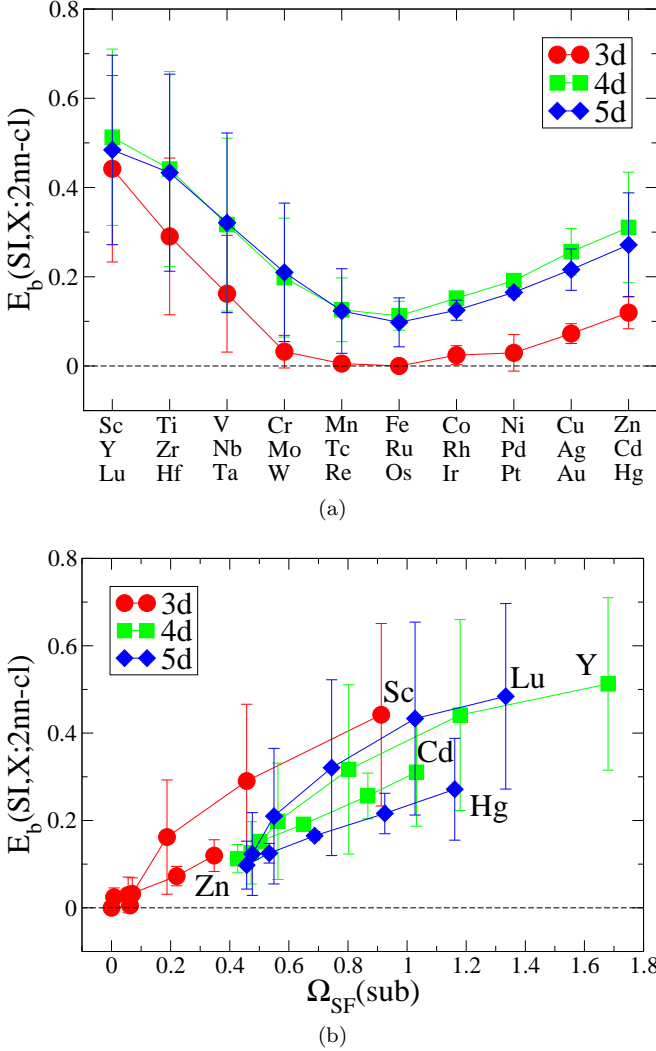 0.8
0.6
0.4
0.2
0
E_b(SI,X;2nn-cl)
3d
4d
5d
Sc Ti V Cr Mn Fe Co Ni Cu Zn
Y Zr Nb Mo Tc Ru Rh Pd Ag Cd
Lu Hf Ta W Re Os Ir Pt Au Hg
(a)
0.8
0.6
0.4
0.2
0
E_b(SI,X;2nn-cl)
3d
4d
5d
Sc
Lu
Y
Cd
Hg
Zn
0 0.2 0.4 0.6 0.8 1 1.2 1.4 1.6 1.8
Ω_SF(sub)
(b)